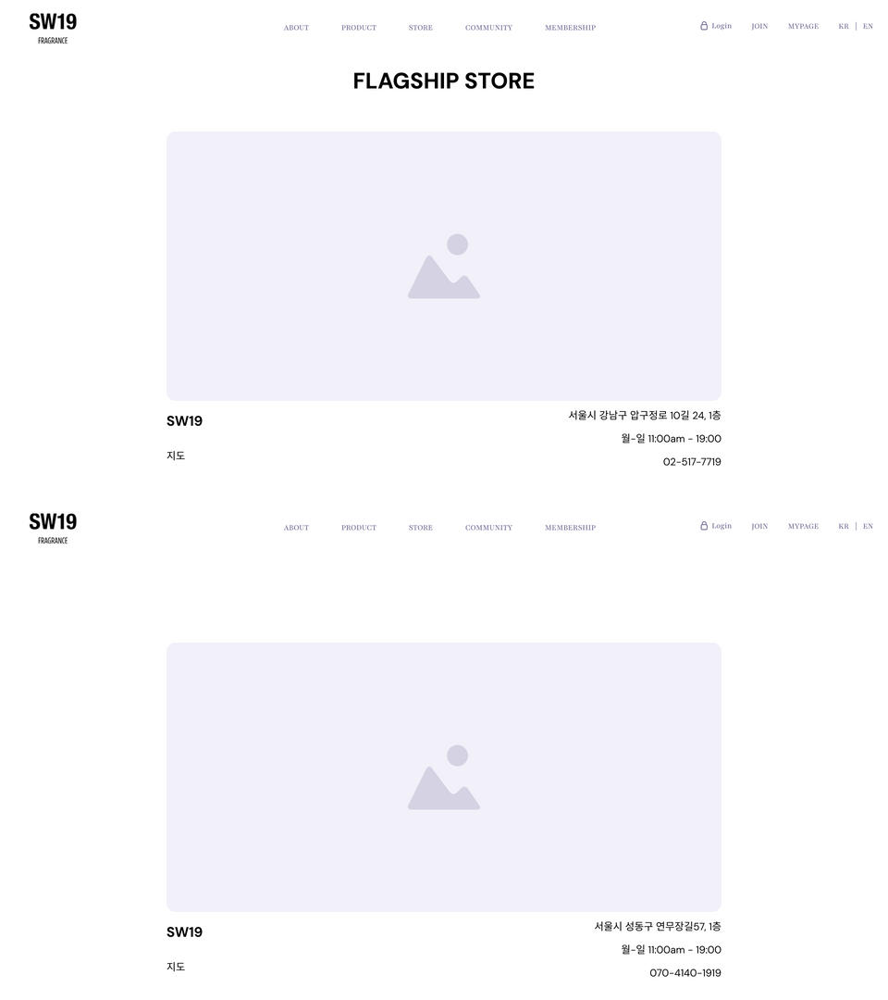 SW19
FRAGRANCE
ABOUT PRODUCT STORE COMMUNITY MEMBERSHIP
Login JOIN MYPAGE KR | EN
FLAGSHIP STORE
SW19
지도
서울시 강남구 압구정로 10길 24, 1층
월-일 11:00am - 19:00
02-517-7719
SW19
FRAGRANCE
ABOUT PRODUCT STORE COMMUNITY MEMBERSHIP
Login JOIN MYPAGE KR | EN
SW19
지도
서울시 성동구 연무장길57, 1층
월-일 11:00am - 19:00
070-4140-1919